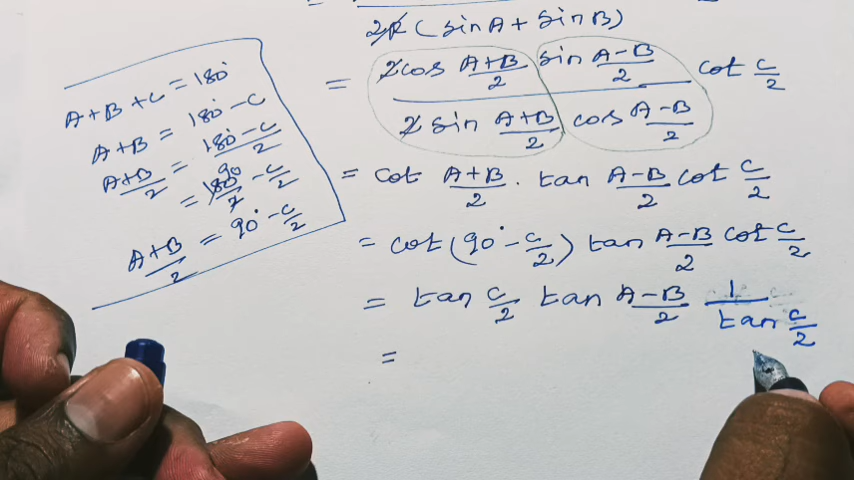 A+B+C = 180°
A+B = 180° - C
A+B/2 = 180° - C/2
= 180°/2 90 - C/2
A+B/2 = 90° - C/2
2R (sin A + sin B)
= 2 cos A+B/2 sin A-B/2 / 2 sin A+B/2 cos A-B/2 cot C/2
= cot A+B/2 . tan A-B/2 cot C/2
= cot (90° - C/2) tan A-B/2 cot C/2
= tan C/2 tan A-B/2 1/tan C/2
=